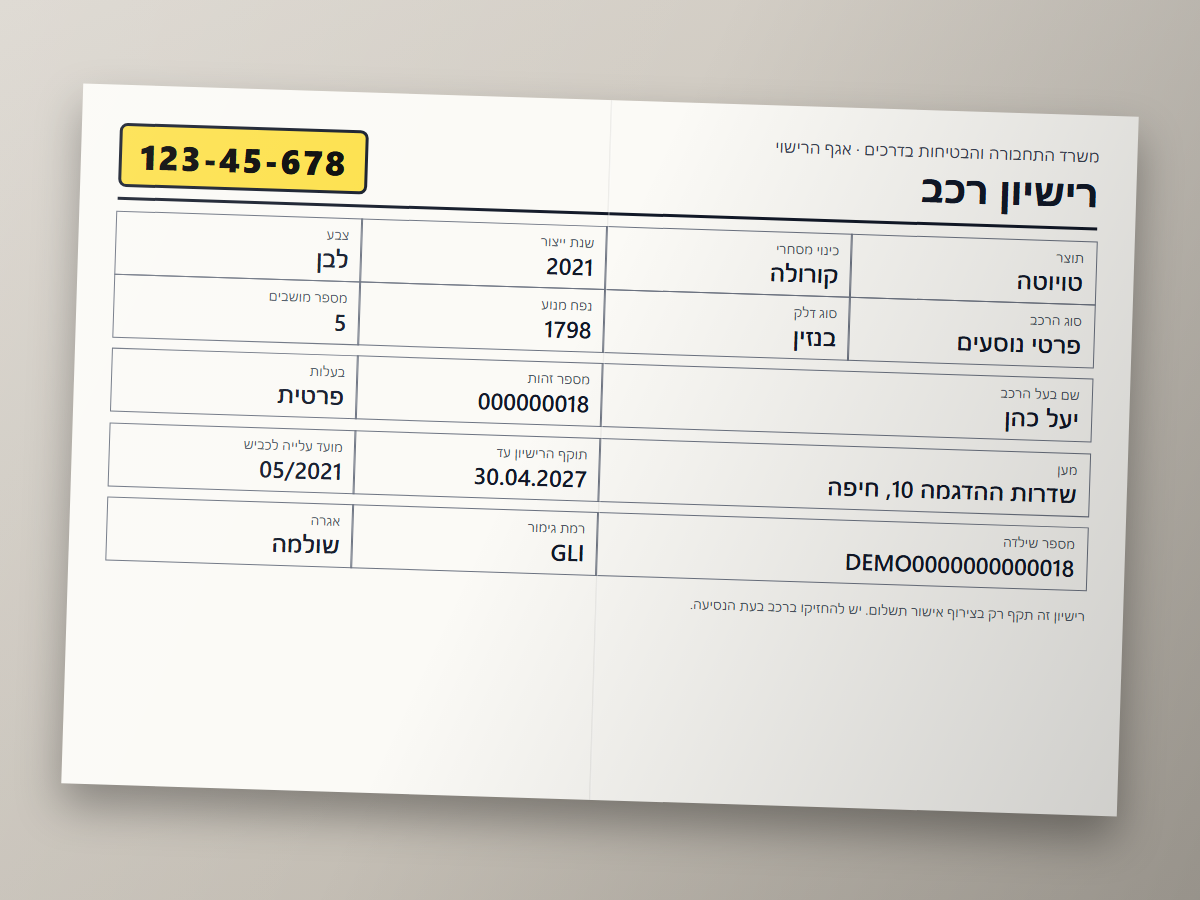 משרד התחבורה והבטיחות בדרכים · אגף הרישוי
רישיון רכב
123-45-678
תוצר
טויוטה
כינוי מסחרי
קורולה
שנת ייצור
2021
צבע
לבן
סוג הרכב
פרטי נוסעים
סוג דלק
בנזין
נפח מנוע
1798
מספר מושבים
5
שם בעל הרכב
יעל כהן
מספר זהות
000000018
בעלות
פרטית
מען
שדרות ההדגמה 10, חיפה
תוקף הרישיון עד
30.04.2027
מועד עלייה לכביש
05/2021
מספר שילדה
DEMO0000000000018
רמת גימור
GLI
אגרה
שולמה
רישיון זה תקף רק בצירוף אישור תשלום. יש להחזיקו ברכב בעת הנסיעה.